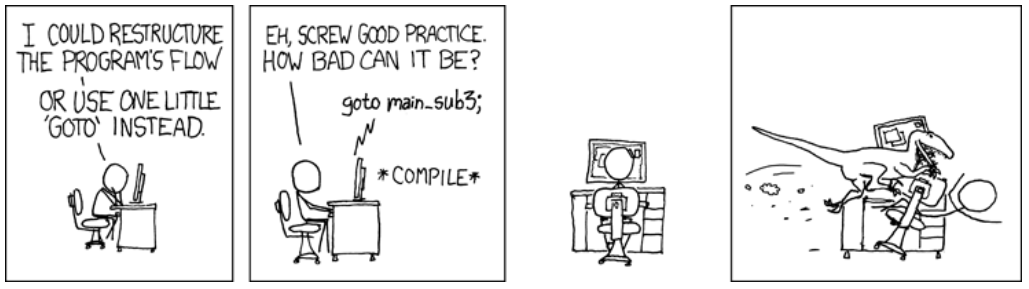 I COULD RESTRUCTURE
THE PROGRAM'S FLOW
OR USE ONE LITTLE
'GOTO' INSTEAD.
EH, SCREW GOOD PRACTICE.
HOW BAD CAN IT BE?
goto main_sub3;
*COMPILE*